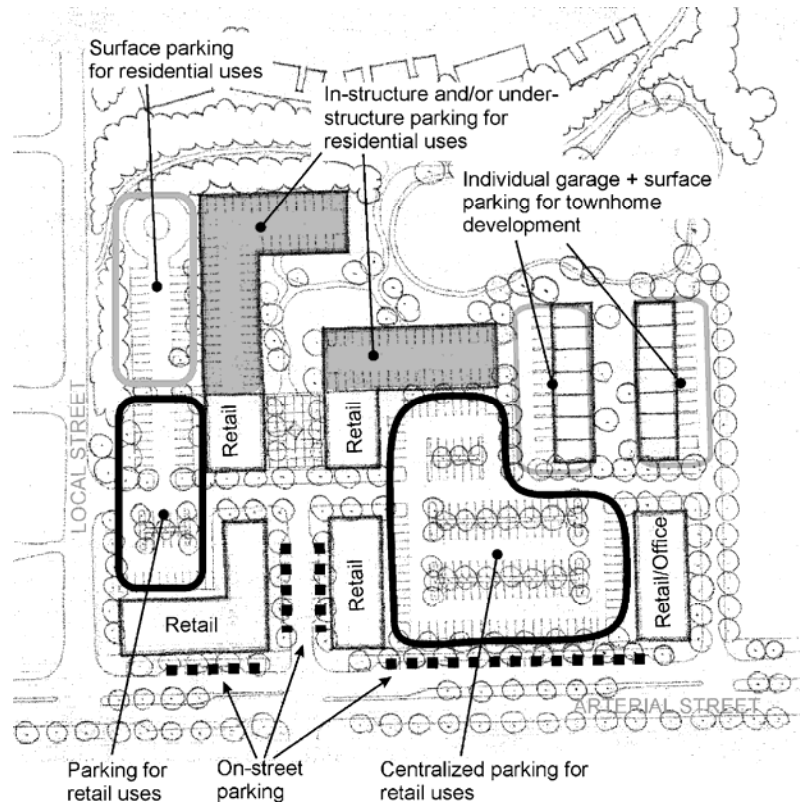 Surface parking
for residential uses
In-structure and/or under-
structure parking for
residential uses
Individual garage + surface
parking for townhome
development
LOCAL STREET
Retail
Retail
Retail
Retail
Retail/Office
ARTERIAL STREET
Parking for
retail uses
On-street
parking
Centralized parking for
retail uses